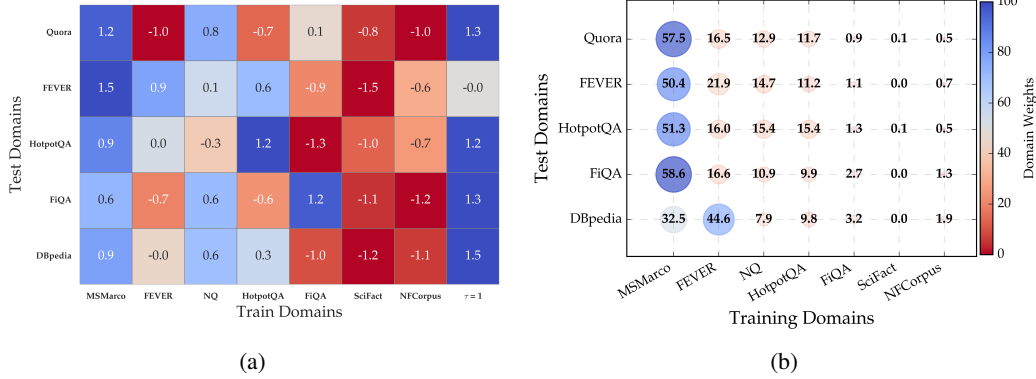 Test Domains
Quora 1.2 -1.0 0.8 -0.7 0.1 -0.8 -1.0 1.3
FEVER 1.5 0.9 0.1 0.6 -0.9 -1.5 -0.6 -0.0
HotpotQA 0.9 0.0 -0.3 1.2 -1.3 -1.0 -0.7 1.2
FiQA 0.6 -0.7 0.6 -0.6 1.2 -1.1 -1.2 1.3
DBpedia 0.9 -0.0 0.6 0.3 -1.0 -1.2 -1.1 1.5
MSMarco FEVER NQ HotpotQA FiQA SciFact NFCorpus τ = 1
Train Domains
(a)
Test Domains
Quora 57.5 16.5 12.9 11.7 0.9 0.1 0.5
FEVER 50.4 21.9 14.7 11.2 1.1 0.0 0.7
HotpotQA 51.3 16.0 15.4 15.4 1.3 0.1 0.5
FiQA 58.6 16.6 10.9 9.9 2.7 0.0 1.3
DBpedia 32.5 44.6 7.9 9.8 3.2 0.0 1.9
MSMarco FEVER NQ HotpotQA FiQA SciFact NFCorpus
Training Domains
100
80
60
40
20
0
Domain Weights
(b)